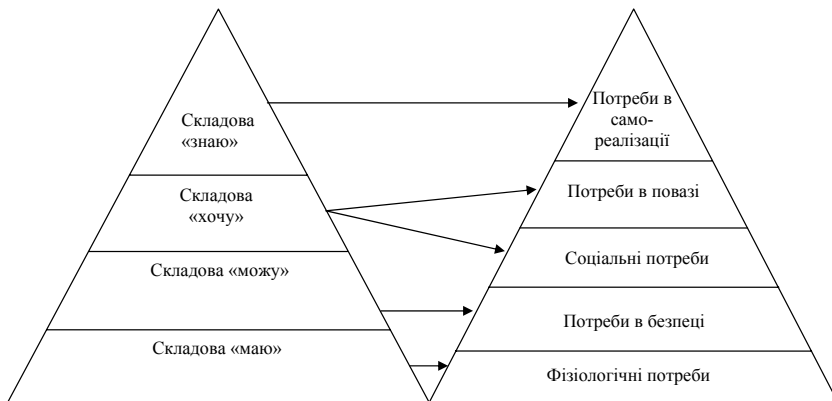 Складова
«знаю»
Складова
«хочу»
Складова «можу»
Складова «маю»
Потреби в
само-
реалізації
Потреби в повазі
Соціальні потреби
Потреби в безпеці
Фізіологічні потреби